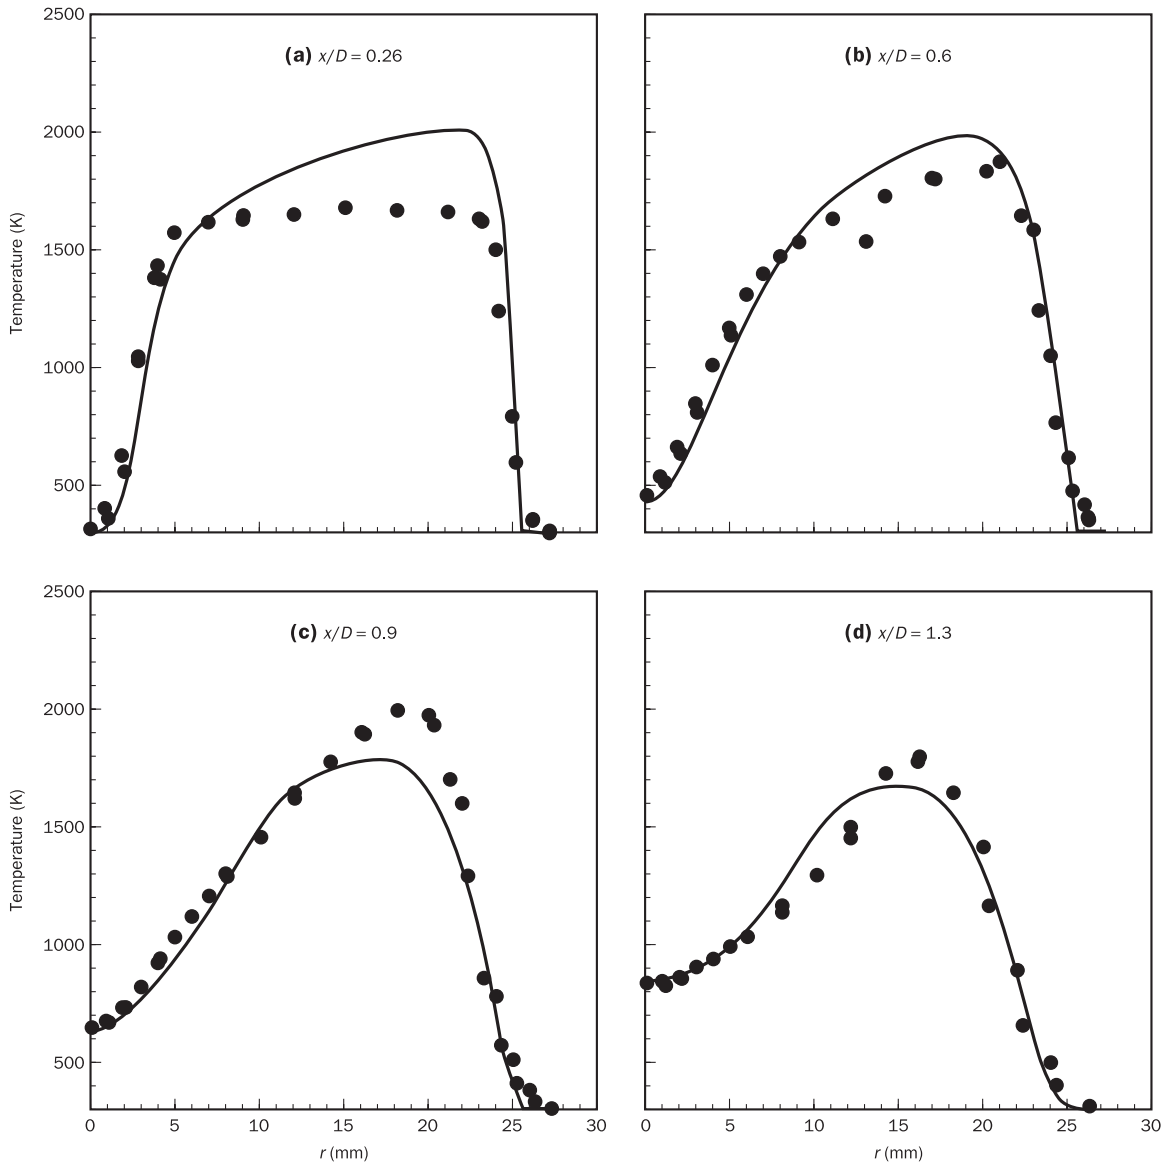 2500
(a) x/D = 0.26
(b) x/D = 0.6
2000
1500
Temperature (K)
1000
500
2500
(c) x/D = 0.9
(d) x/D = 1.3
2000
1500
Temperature (K)
1000
500
0 5 10 15 20 25 30
0 5 10 15 20 25 30
r (mm)
r (mm)